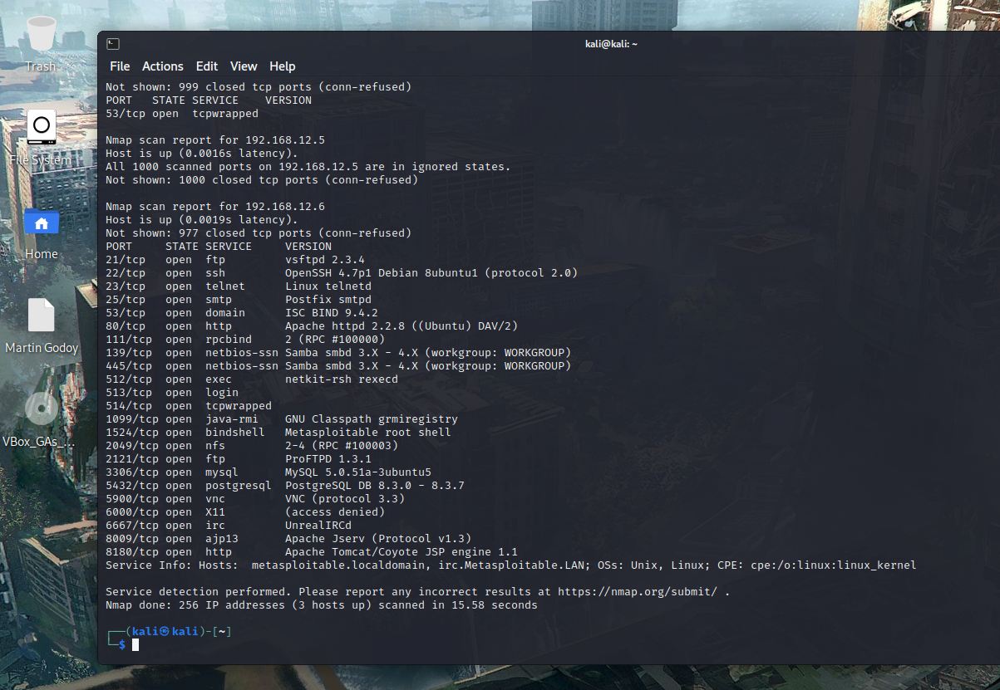 Trash
File System
Home
Martin Godoy
VBox_GAs_...
kali@kali: ~
File Actions Edit View Help
Not shown: 999 closed tcp ports (conn-refused)
PORT   STATE SERVICE    VERSION
53/tcp open  tcpwrapped
Nmap scan report for 192.168.12.5
Host is up (0.0016s latency).
All 1000 scanned ports on 192.168.12.5 are in ignored states.
Not shown: 1000 closed tcp ports (conn-refused)
Nmap scan report for 192.168.12.6
Host is up (0.0019s latency).
Not shown: 977 closed tcp ports (conn-refused)
PORT     STATE SERVICE     VERSION
21/tcp   open  ftp         vsftpd 2.3.4
22/tcp   open  ssh         OpenSSH 4.7p1 Debian 8ubuntu1 (protocol 2.0)
23/tcp   open  telnet      Linux telnetd
25/tcp   open  smtp        Postfix smtpd
53/tcp   open  domain      ISC BIND 9.4.2
80/tcp   open  http        Apache httpd 2.2.8 ((Ubuntu) DAV/2)
111/tcp  open  rpcbind     2 (RPC #100000)
139/tcp  open  netbios-ssn Samba smbd 3.X - 4.X (workgroup: WORKGROUP)
445/tcp  open  netbios-ssn Samba smbd 3.X - 4.X (workgroup: WORKGROUP)
512/tcp  open  exec        netkit-rsh rexecd
513/tcp  open  login
514/tcp  open  tcpwrapped
1099/tcp open  java-rmi    GNU Classpath grmiregistry
1524/tcp open  bindshell   Metasploitable root shell
2049/tcp open  nfs         2-4 (RPC #100003)
2121/tcp open  ftp         ProFTPD 1.3.1
3306/tcp open  mysql       MySQL 5.0.51a-3ubuntu5
5432/tcp open  postgresql  PostgreSQL DB 8.3.0 - 8.3.7
5900/tcp open  vnc         VNC (protocol 3.3)
6000/tcp open  X11         (access denied)
6667/tcp open  irc         UnrealIRCd
8009/tcp open  ajp13       Apache Jserv (Protocol v1.3)
8180/tcp open  http        Apache Tomcat/Coyote JSP engine 1.1
Service Info: Hosts:  metasploitable.localdomain, irc.Metasploitable.LAN; OSs: Unix, Linux; CPE: cpe:/o:linux:linux_kernel
Service detection performed. Please report any incorrect results at https://nmap.org/submit/ .
Nmap done: 256 IP addresses (3 hosts up) scanned in 15.58 seconds
┌──(kali㉿kali)-[~]
└─$